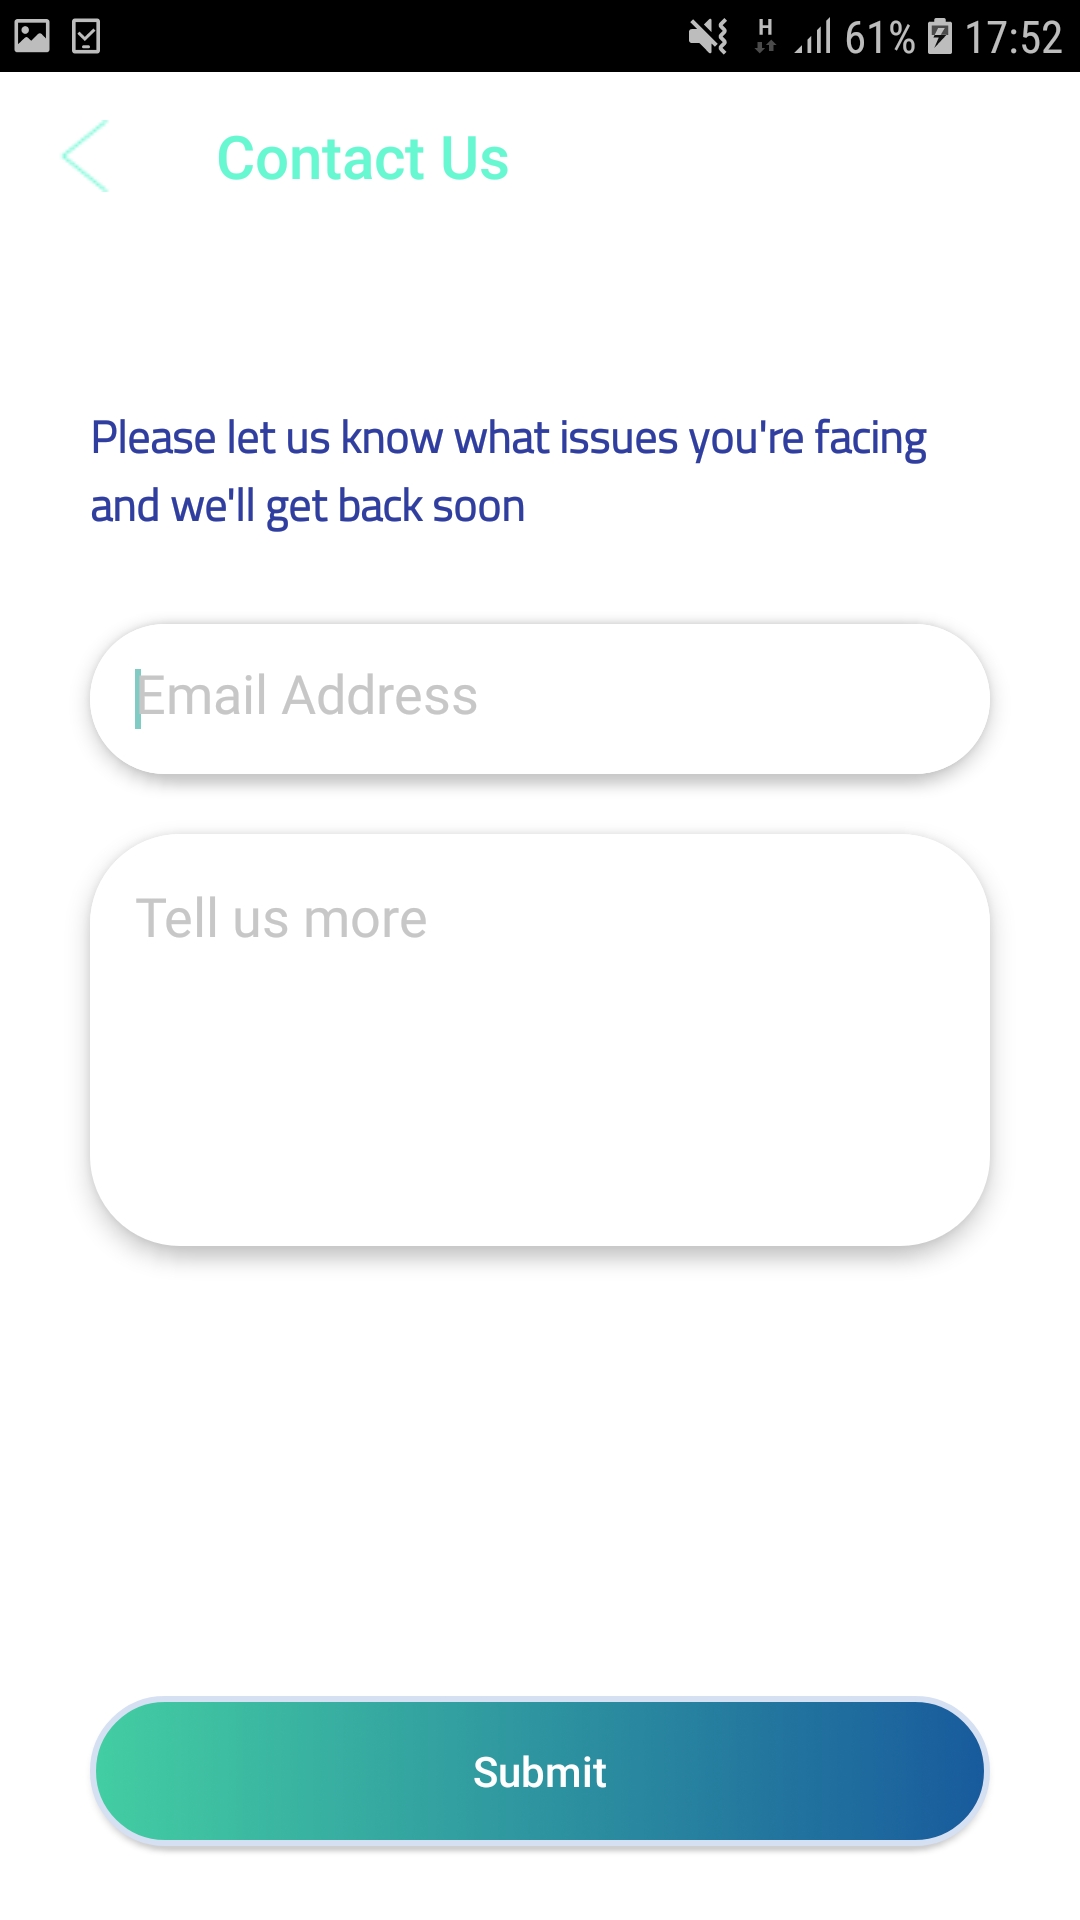 H 61% 17:52
Contact Us
Please let us know what issues you're facing
and we'll get back soon
Email Address
Tell us more
Submit